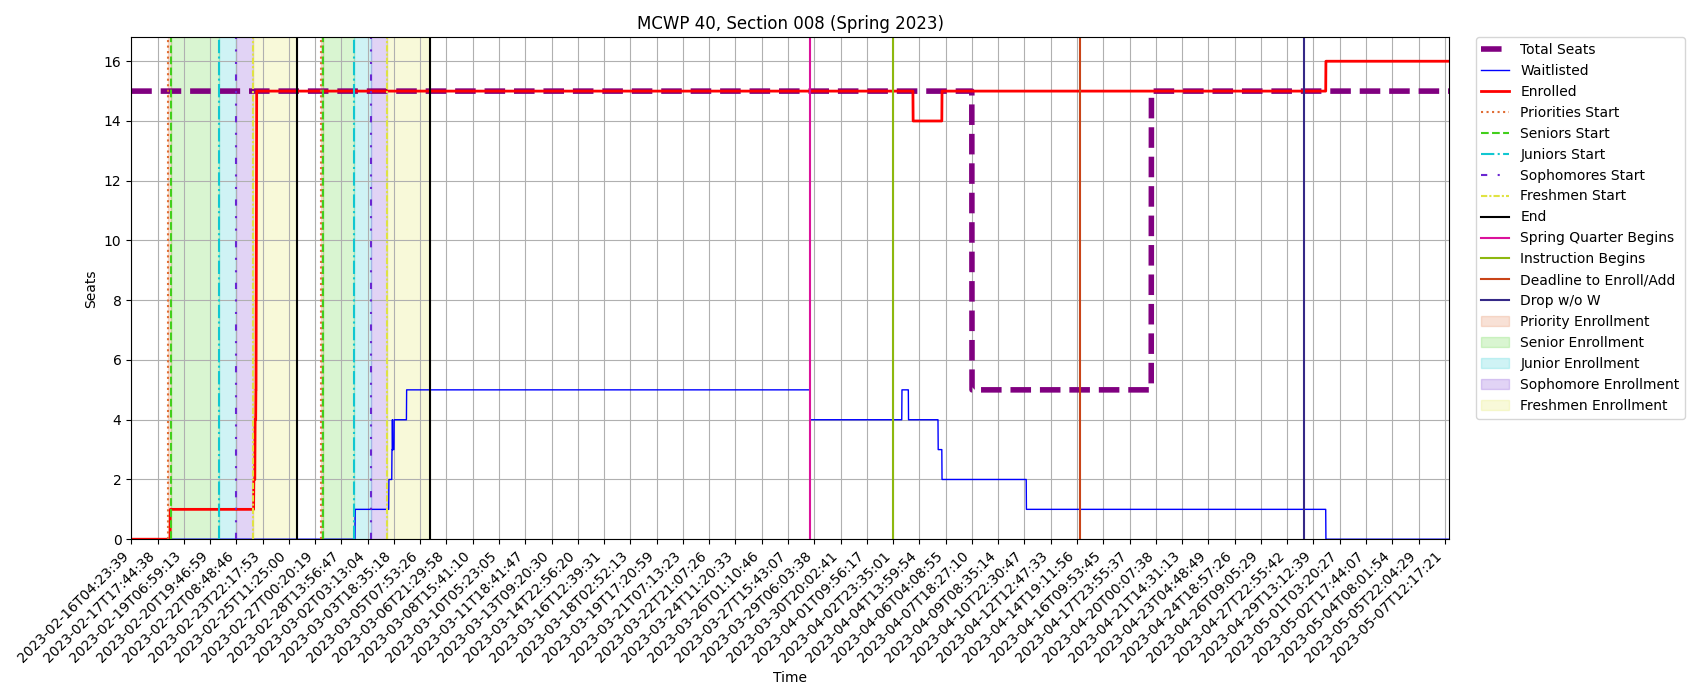 MCWP 40, Section 008 (Spring 2023)
Seats
16
14
12
10
8
6
4
2
0
2023-02-16T04:23:39
2023-02-17T17:44:38
2023-02-19T06:59:13
2023-02-20T19:46:59
2023-02-22T08:48:46
2023-02-23T22:17:53
2023-02-25T11:25:00
2023-02-27T00:20:19
2023-02-28T13:56:47
2023-03-02T03:13:04
2023-03-03T18:35:18
2023-03-05T07:53:26
2023-03-06T21:29:58
2023-03-08T15:41:10
2023-03-10T05:23:05
2023-03-11T18:41:47
2023-03-13T09:20:30
2023-03-14T22:56:20
2023-03-16T12:39:31
2023-03-18T02:52:13
2023-03-19T17:20:59
2023-03-21T07:13:23
2023-03-22T21:07:26
2023-03-24T11:20:33
2023-03-26T01:10:46
2023-03-27T15:43:07
2023-03-29T06:03:38
2023-03-30T20:02:41
2023-04-01T09:56:17
2023-04-02T23:35:01
2023-04-04T13:59:54
2023-04-06T04:08:55
2023-04-07T18:27:10
2023-04-09T08:35:14
2023-04-10T22:30:47
2023-04-12T12:47:33
2023-04-14T19:11:56
2023-04-16T09:53:45
2023-04-17T23:55:37
2023-04-20T00:07:38
2023-04-21T14:31:13
2023-04-23T04:48:49
2023-04-24T18:57:26
2023-04-26T09:05:29
2023-04-27T22:55:42
2023-04-29T13:12:39
2023-05-01T03:20:27
2023-05-02T17:44:07
2023-05-04T08:01:54
2023-05-05T22:04:29
2023-05-07T12:17:21
Time
Total Seats
Waitlisted
Enrolled
Priorities Start
Seniors Start
Juniors Start
Sophomores Start
Freshmen Start
End
Spring Quarter Begins
Instruction Begins
Deadline to Enroll/Add
Drop w/o W
Priority Enrollment
Senior Enrollment
Junior Enrollment
Sophomore Enrollment
Freshmen Enrollment